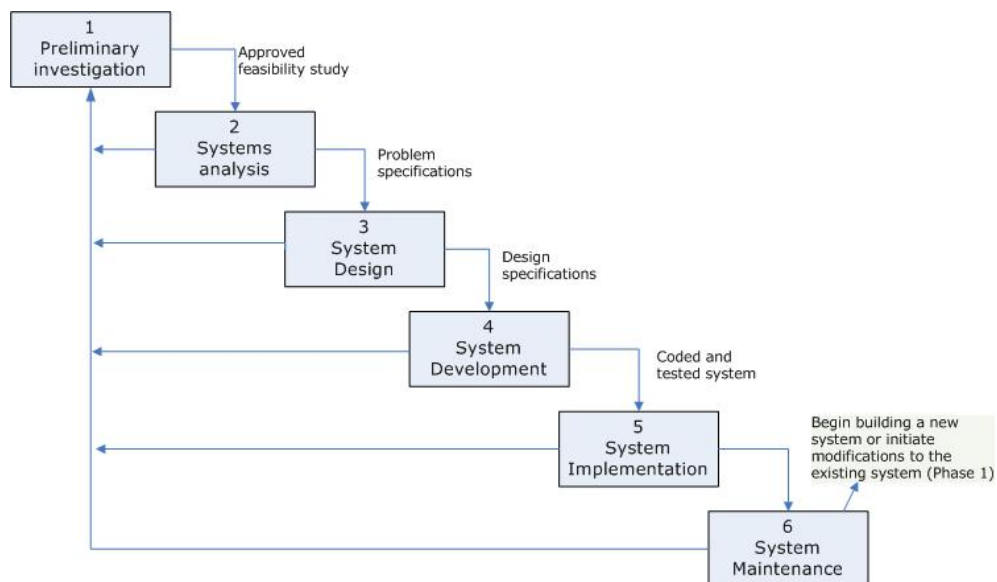 1
Preliminary
investigation
Approved
feasibility study
2
Systems
analysis
Problem
specifications
3
System
Design
Design
specifications
4
System
Development
Coded and
tested system
5
System
Implementation
Begin building a new
system or initiate
modifications to the
existing system (Phase 1)
6
System
Maintenance